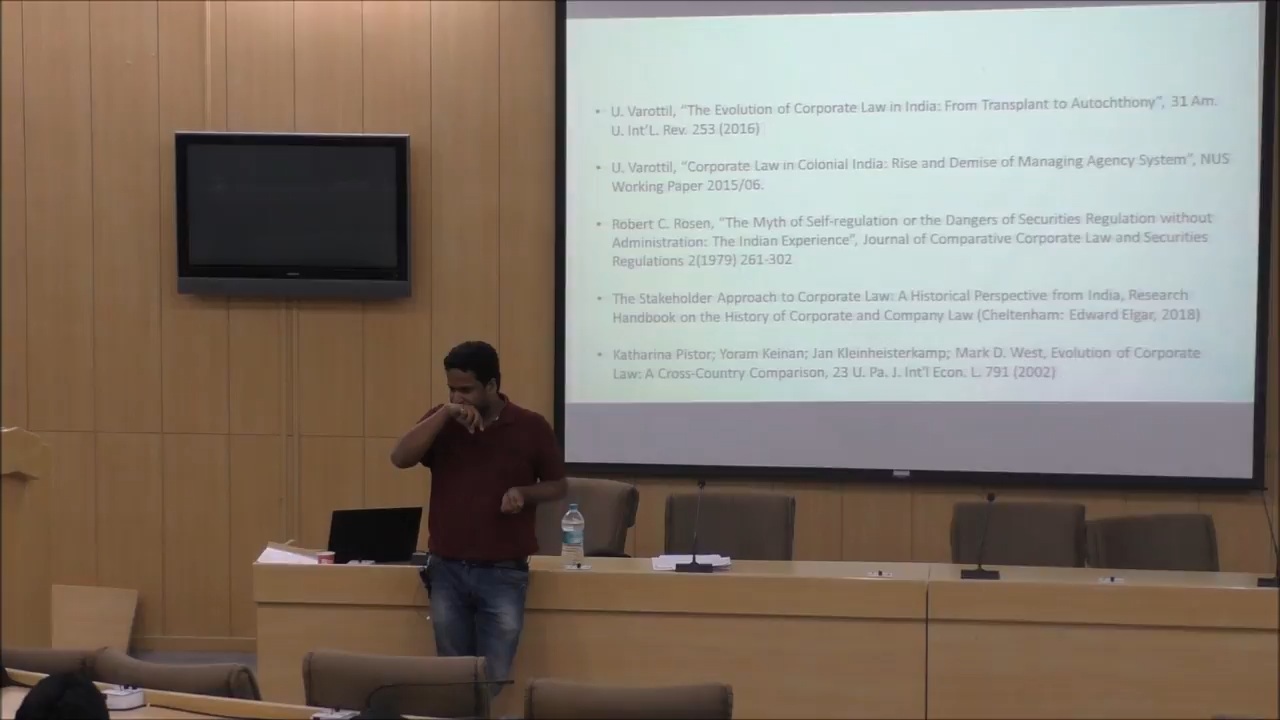 • U. Varottil, “The Evolution of Corporate Law in India: From Transplant to Autochthony”, 31 Am.
U. Int’L. Rev. 253 (2016)
• U. Varottil, “Corporate Law in Colonial India: Rise and Demise of Managing Agency System”, NUS
Working Paper 2015/06.
• Robert C. Rosen, “The Myth of Self-regulation or the Dangers of Securities Regulation without
Administration: The Indian Experience”, Journal of Comparative Corporate Law and Securities
Regulations 2(1979) 261-302
• The Stakeholder Approach to Corporate Law: A Historical Perspective from India, Research
Handbook on the History of Corporate and Company Law (Cheltenham: Edward Elgar, 2018)
• Katharina Pistor; Yoram Keinan; Jan Kleinheisterkamp; Mark D. West, Evolution of Corporate
Law: A Cross-Country Comparison, 23 U. Pa. J. Int’l Econ. L. 791 (2002)